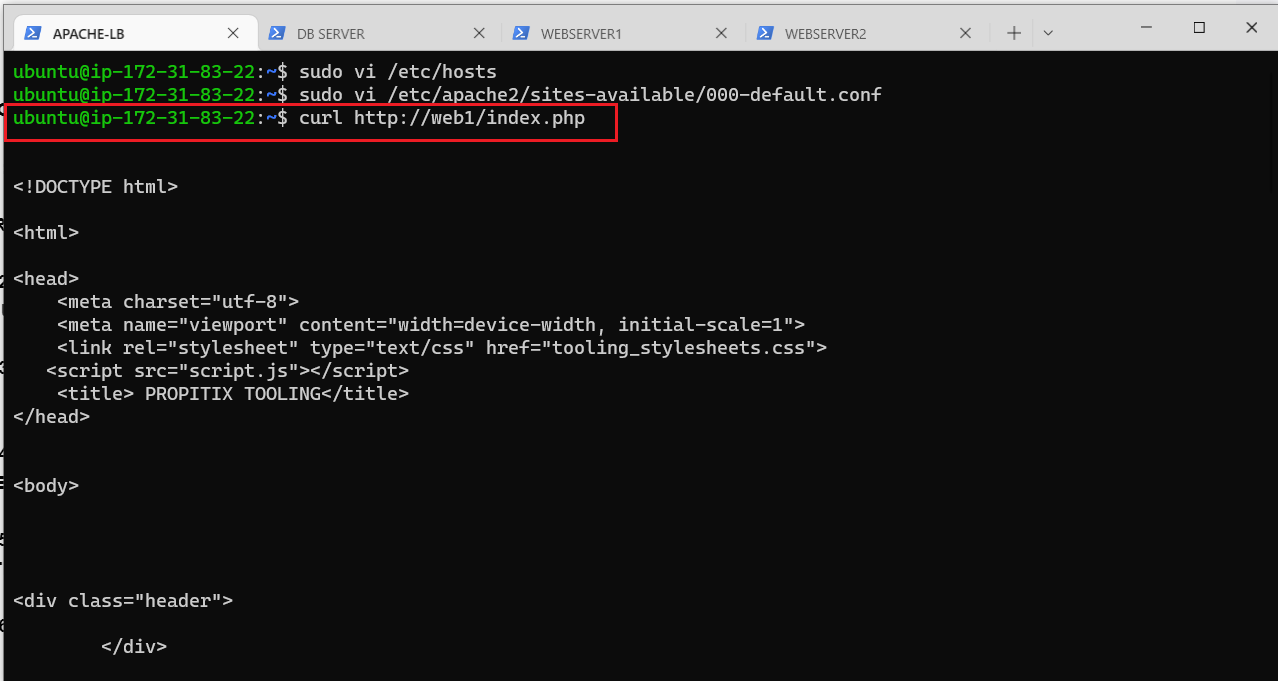 APACHE-LB DB SERVER WEBSERVER1 WEBSERVER2
ubuntu@ip-172-31-83-22:~$ sudo vi /etc/hosts
ubuntu@ip-172-31-83-22:~$ sudo vi /etc/apache2/sites-available/000-default.conf
ubuntu@ip-172-31-83-22:~$ curl http://web1/index.php
<!DOCTYPE html>
<html>
<head>
<meta charset="utf-8">
<meta name="viewport" content="width=device-width, initial-scale=1">
<link rel="stylesheet" type="text/css" href="tooling_stylesheets.css">
<script src="script.js"></script>
<title> PROPITIX TOOLING</title>
</head>
<body>
<div class="header">
</div>